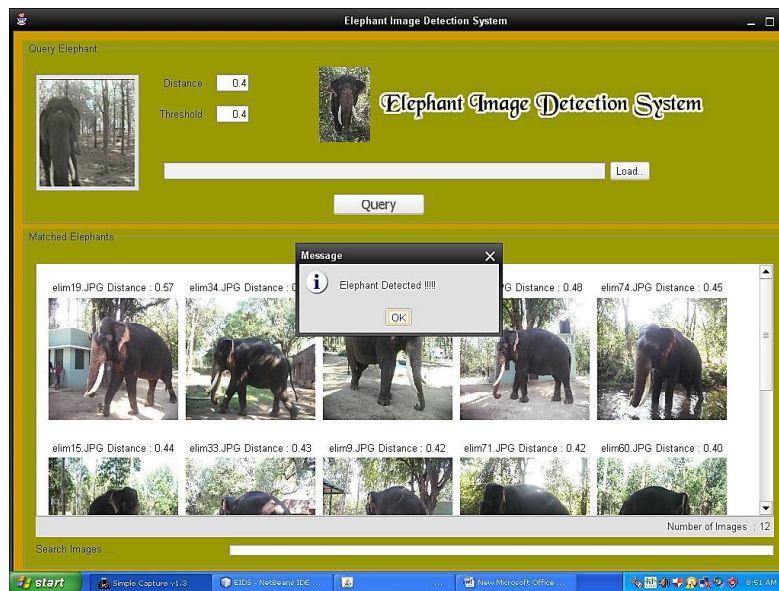 Elephant Image Detection System
Query Elephant
Distance 0.4
Threshold 0.4
Elephant Image Detection System
Load..
Query
Matched Elephants
Message
Elephant Detected !!!!!
OK
elim19.JPG Distance : 0.57
elim34.JPG Distance :
G Distance : 0.48
elim74.JPG Distance : 0.45
elim15.JPG Distance : 0.44
elim33.JPG Distance : 0.43
elim9.JPG Distance : 0.42
elim71.JPG Distance : 0.42
elim60.JPG Distance : 0.40
Number of Images : 12
Search Images ...
start
Simple Capture v1.3
EIDS - NetBeans IDE ...
...
New Microsoft Office ...
8:51 AM